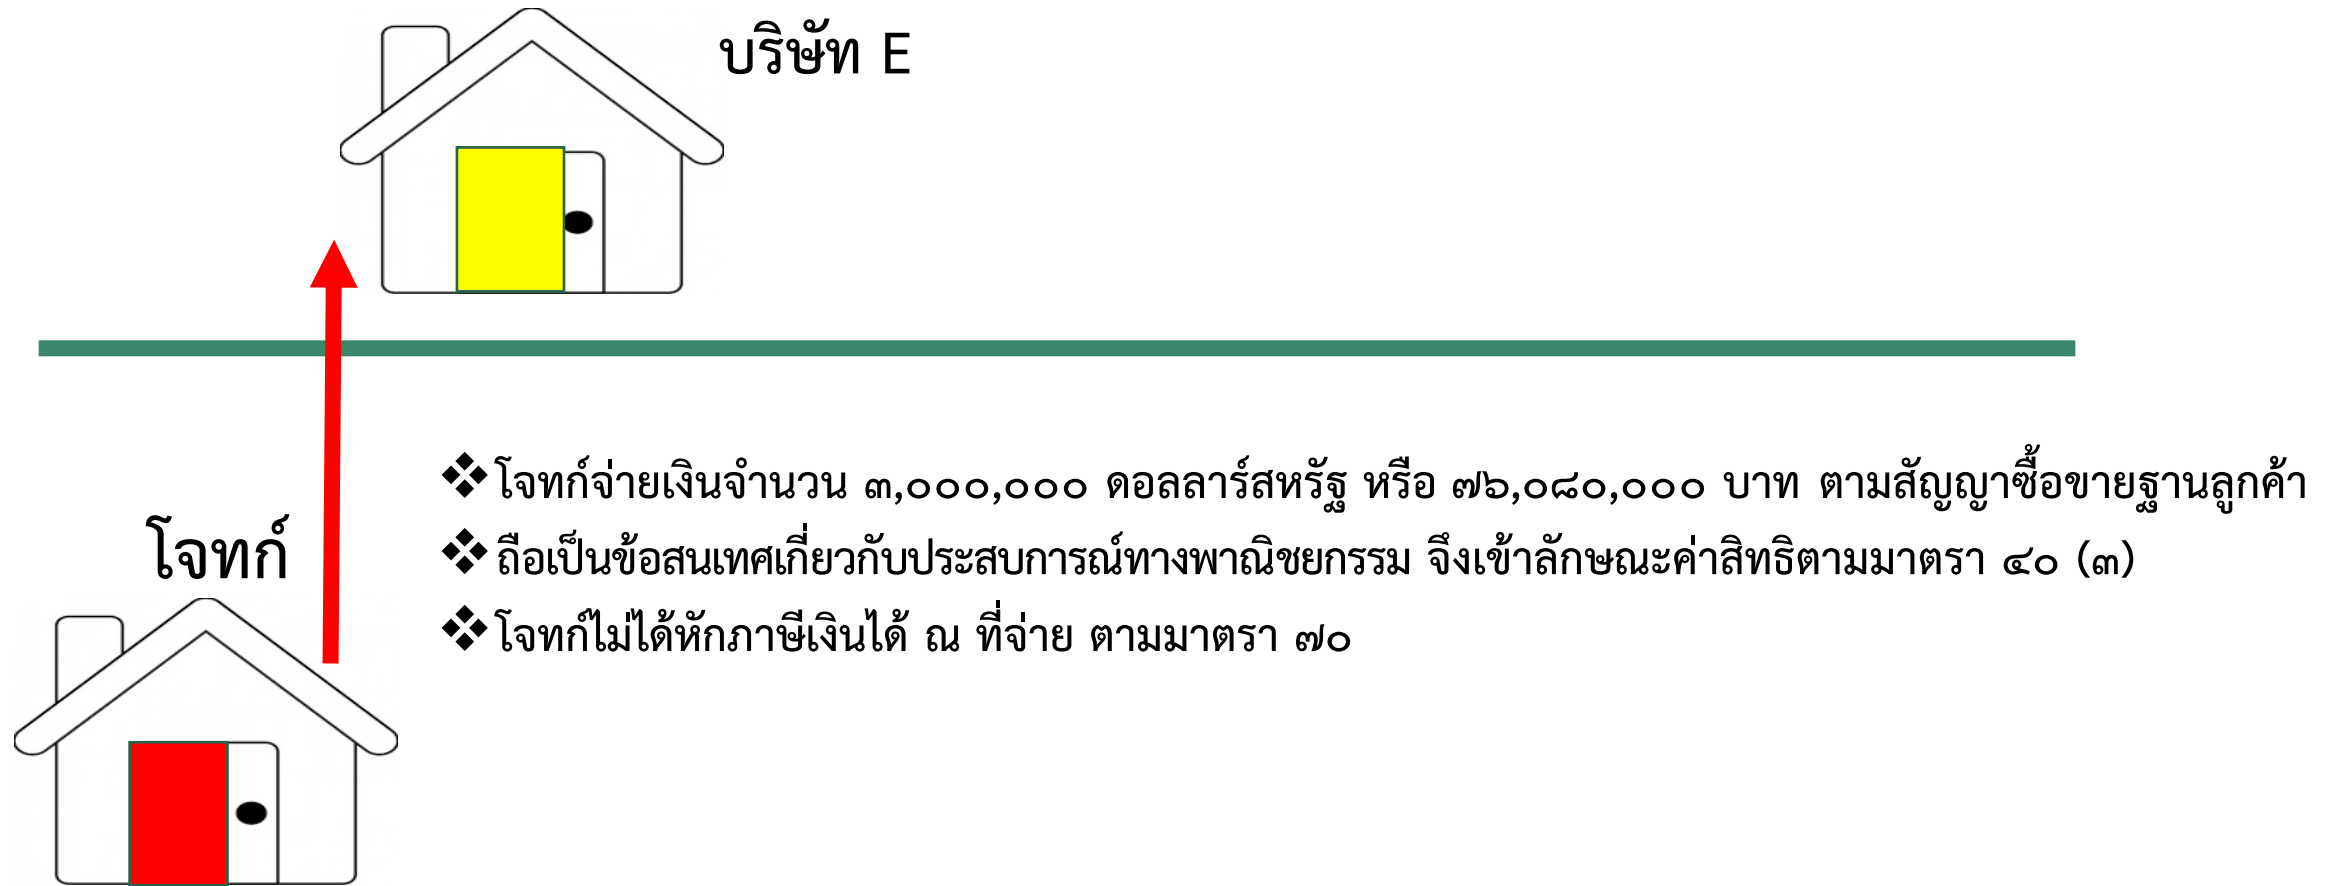 บริษัท E
โจทก์จ่ายเงินจำนวน ๓,๐๐๐,๐๐๐ ดอลลาร์สหรัฐ หรือ ๗๖,๐๘๐,๐๐๐ บาท ตามสัญญาซื้อขายฐานลูกค้า
โจทก์
ถือเป็นข้อสนเทศเกี่ยวกับประสบการณ์ทางพาณิชยกรรม จึงเข้าลักษณะค่าสิทธิตามมาตรา ๔๐ (๓)
โจทก์ไม่ได้หักภาษีเงินได้ ณ ที่จ่าย ตามมาตรา ๗๐